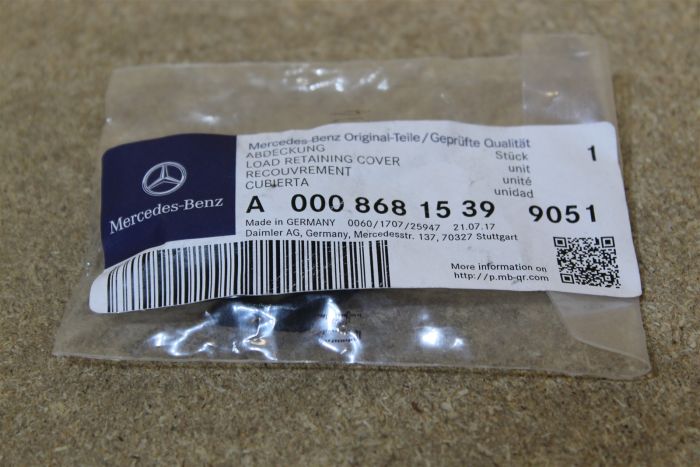 Mercedes-Benz
Mercedes-Benz Original-Teile/Geprüfte Qualität
ABDECKUNG
LOAD RETAINING COVER
RECOUVREMENT
CUBIERTA
Stück
unit
unité
unidad
1
A 000 868 15 39 9051
Made in GERMANY 0060/1707/25947 21.07.17
Daimler AG, Germany, Mercedesstr. 137, 70327 Stuttgart
More information on
http://p.mb-qr.com